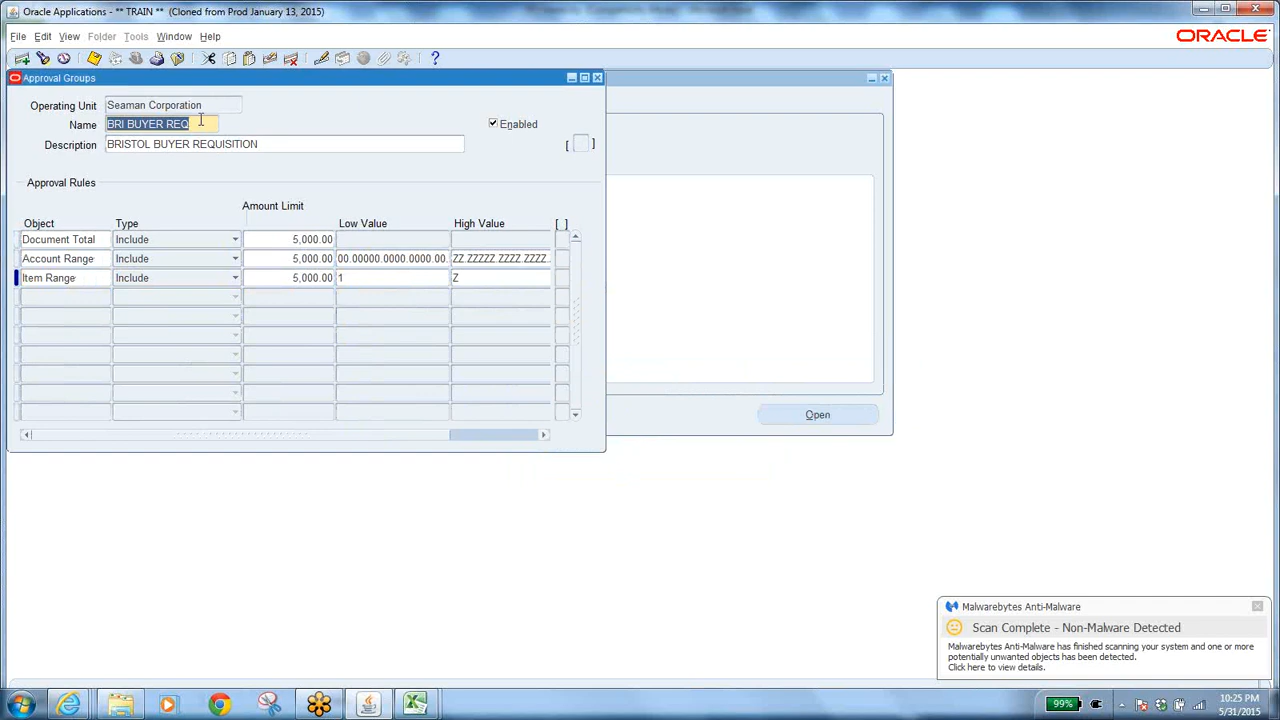 Oracle Applications - ** TRAIN ** (Cloned from Prod January 13, 2015)
File Edit View Folder Tools Window Help
ORACLE
Approval Groups
Operating Unit Seaman Corporation
Name BRI BUYER REQ Enabled
Description BRISTOL BUYER REQUISITION [ ]
Approval Rules
Amount Limit
Object Type Low Value High Value [ ]
Document Total Include 5,000.00
Account Range Include 5,000.00 00.00000.0000.0000.00. ZZ.ZZZZZ.ZZZZ.ZZZZ.
Item Range Include 5,000.00 1 Z
Open
Malwarebytes Anti-Malware
Scan Complete - Non-Malware Detected
Malwarebytes Anti-Malware has finished scanning your system and one or more
potentially unwanted objects has been detected.
Click here to view details.
99%
10:25 PM
5/31/2015